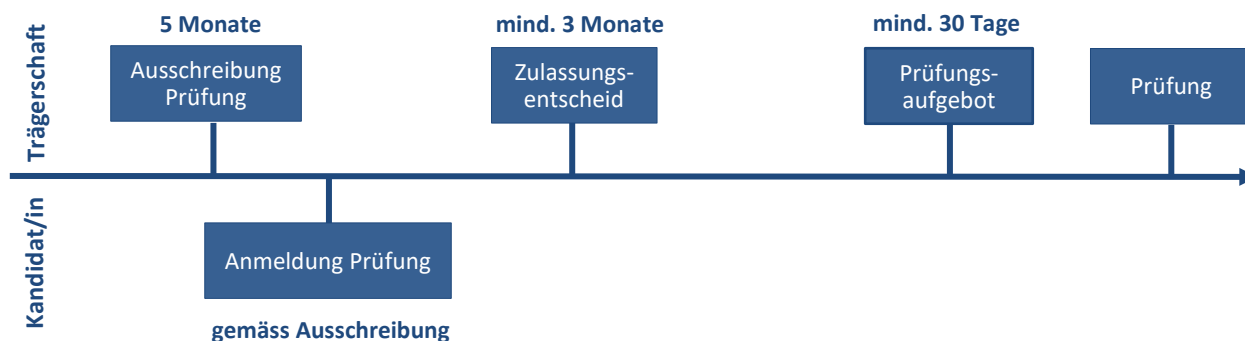 Trägerschaft
5 Monate
Ausschreibung
Prüfung
mind. 3 Monate
Zulassungs-
entscheid
mind. 30 Tage
Prüfungs-
aufgebot
Prüfung
Kandidat/in
Anmeldung Prüfung
gemäss Ausschreibung